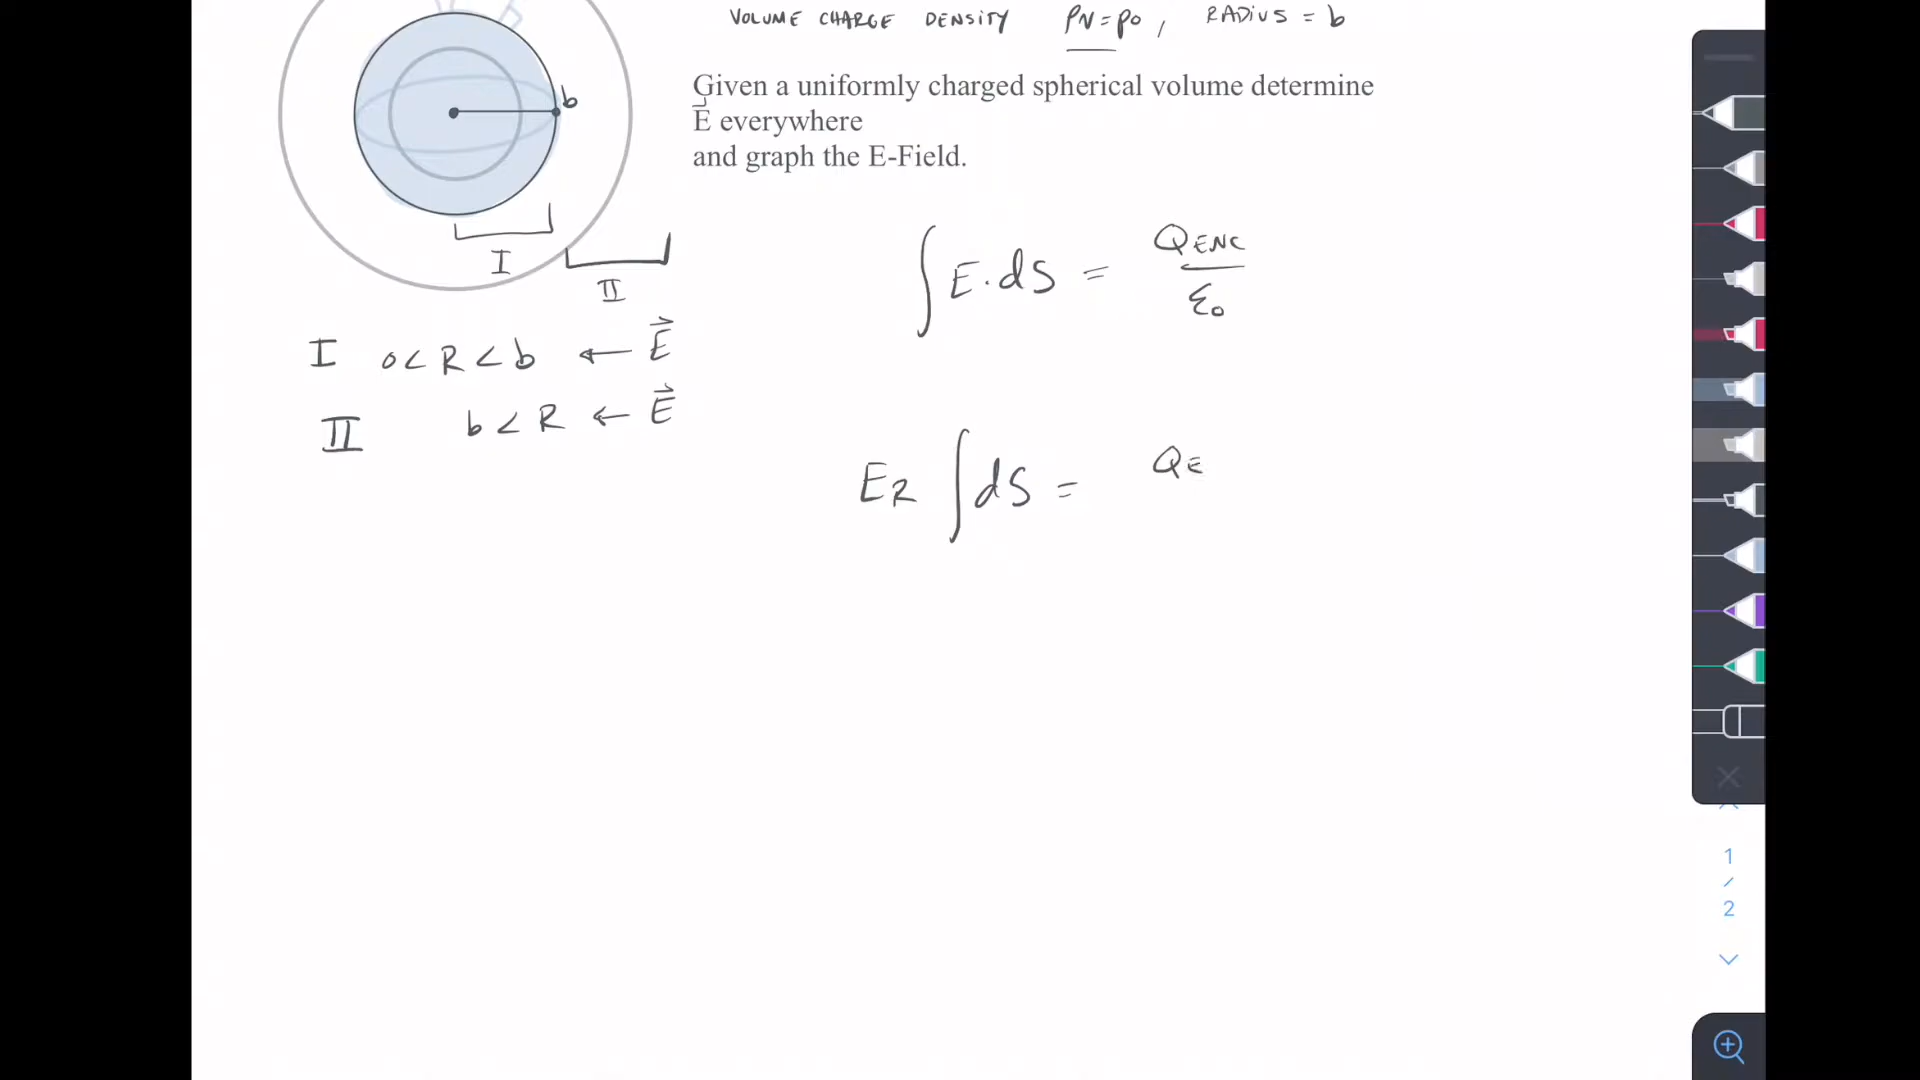 VOLUME CHARGE DENSITY ρv=ρo, RADIUS = b
Given a uniformly charged spherical volume determine
E⃗ everywhere
and graph the E-Field.
b
I
II
I 0<R<b ← E⃗
II b<R ← E⃗
∫E·dS = QENC/εo
ER ∫dS = QE
1
/
2